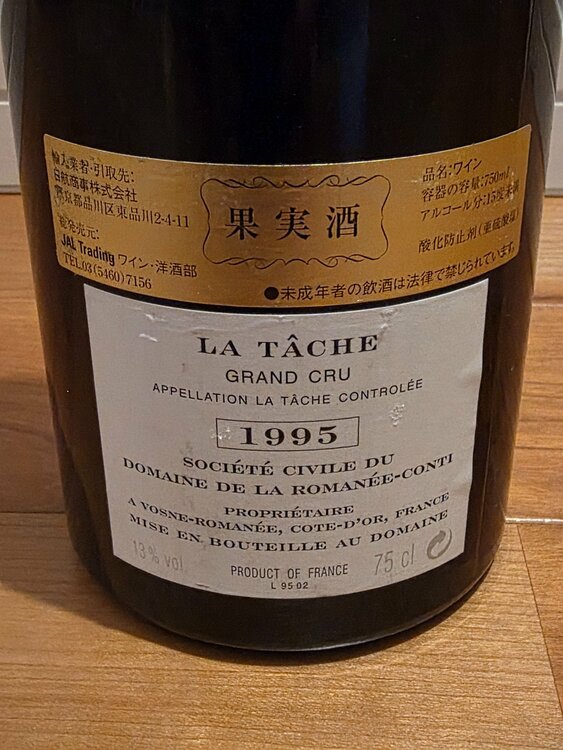 輸入業者・引取先:
日航商事株式会社
東京都品川区東品川2-4-11
発売元:
JAL Trading ワイン・洋酒部
TEL.03(5460)7156
果実酒
品名:ワイン
容器の容量:750ml
アルコール分:15度未満
酸化防止剤(亜硫酸塩)
●未成年者の飲酒は法律で禁じられています。
LA TÂCHE
GRAND CRU
APPELLATION LA TÂCHE CONTROLÉE
1995
SOCIÉTÉ CIVILE DU
DOMAINE DE LA ROMANÉE-CONTI
PROPRIÉTAIRE
A VOSNE-ROMANÉE, COTE-D'OR, FRANCE
MISE EN BOUTEILLE AU DOMAINE
13% vol. PRODUCT OF FRANCE 75 cl
L 95 02